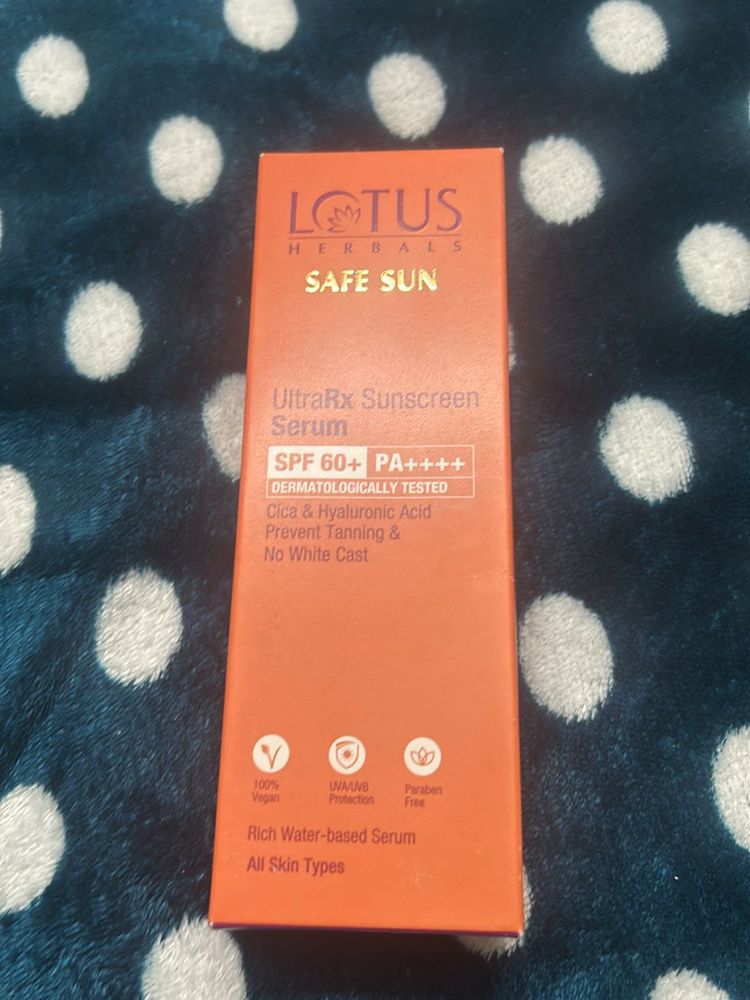 LOTUS
HERBALS
SAFE SUN
UltraRx Sunscreen
Serum
SPF 60+ PA++++
DERMATOLOGICALLY TESTED
Cica & Hyaluronic Acid
Prevent Tanning &
No White Cast
100%
Vegan
UVA/UVB
Protection
Paraben
Free
Rich Water-based Serum
All Skin Types